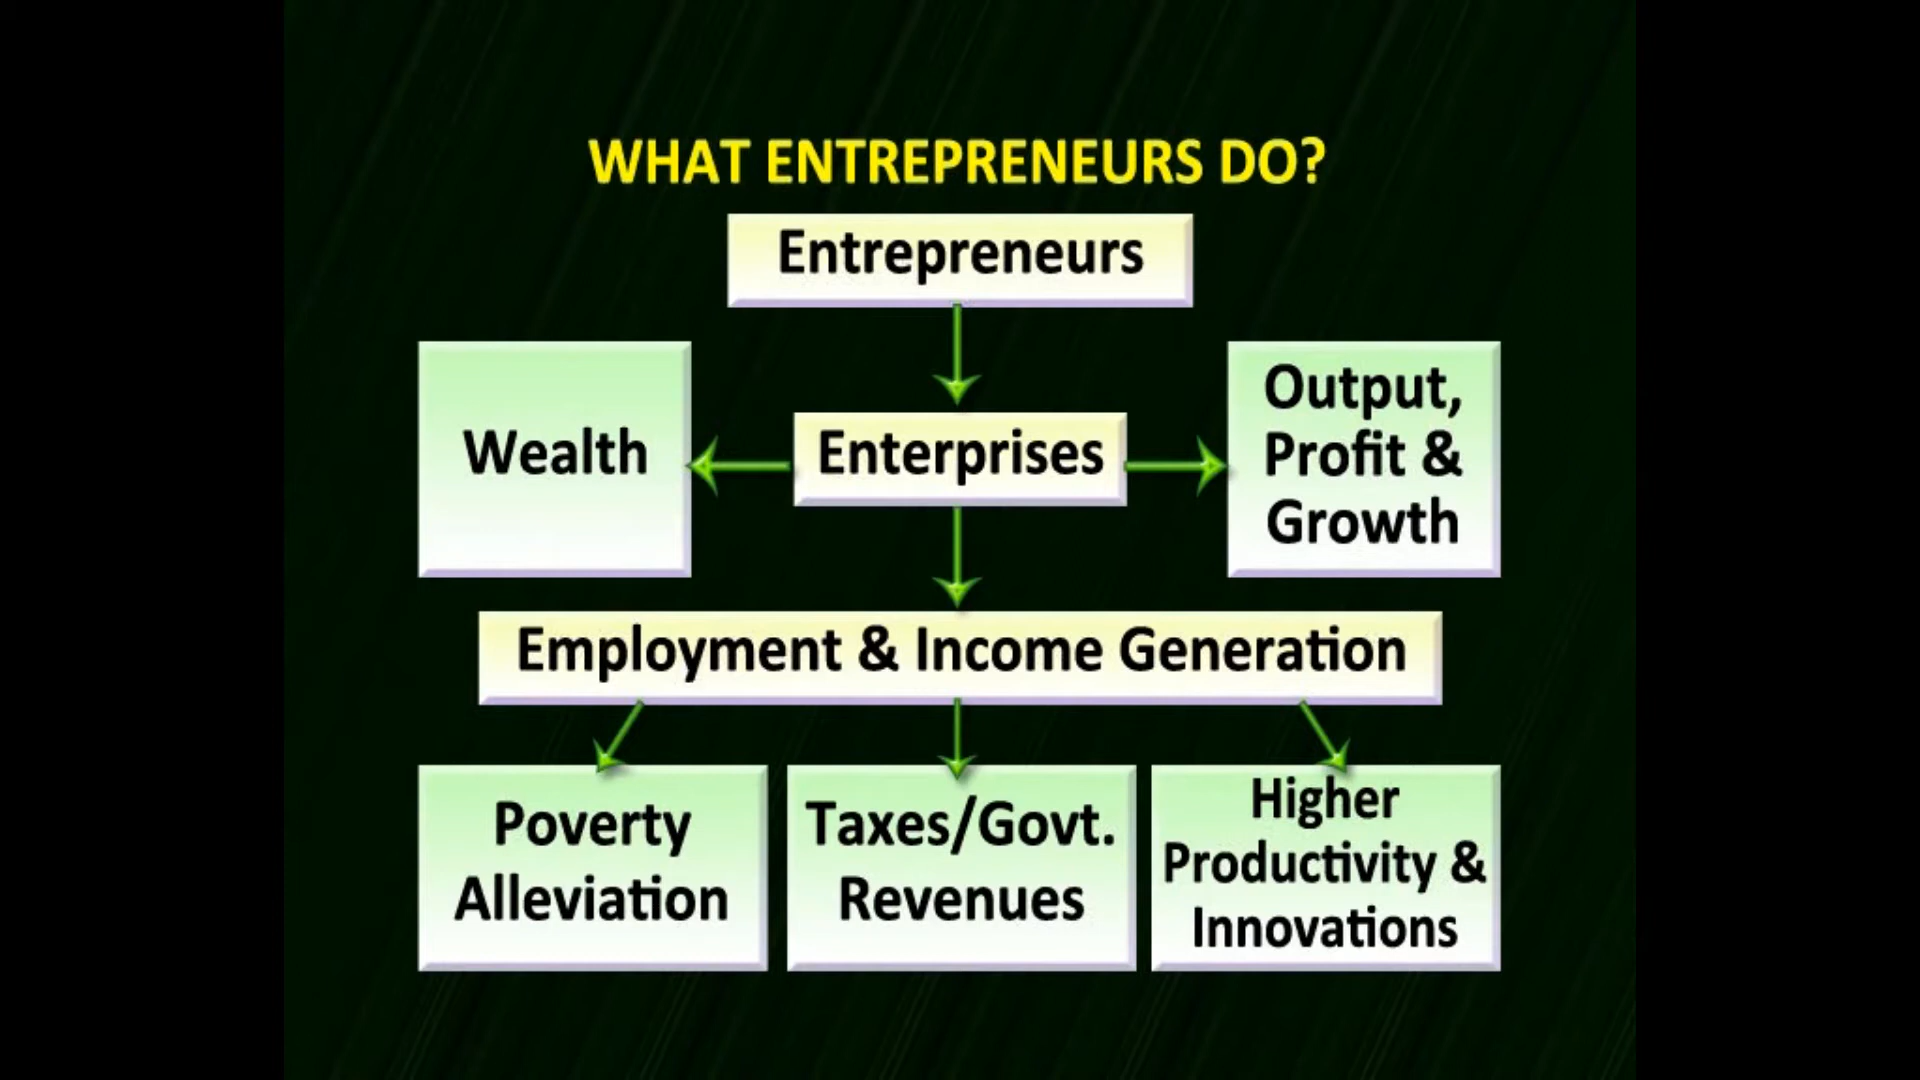 WHAT ENTREPRENEURS DO?
Entrepreneurs
Wealth
Enterprises
Output,
Profit &
Growth
Employment & Income Generation
Poverty
Alleviation
Taxes/Govt.
Revenues
Higher
Productivity &
Innovations